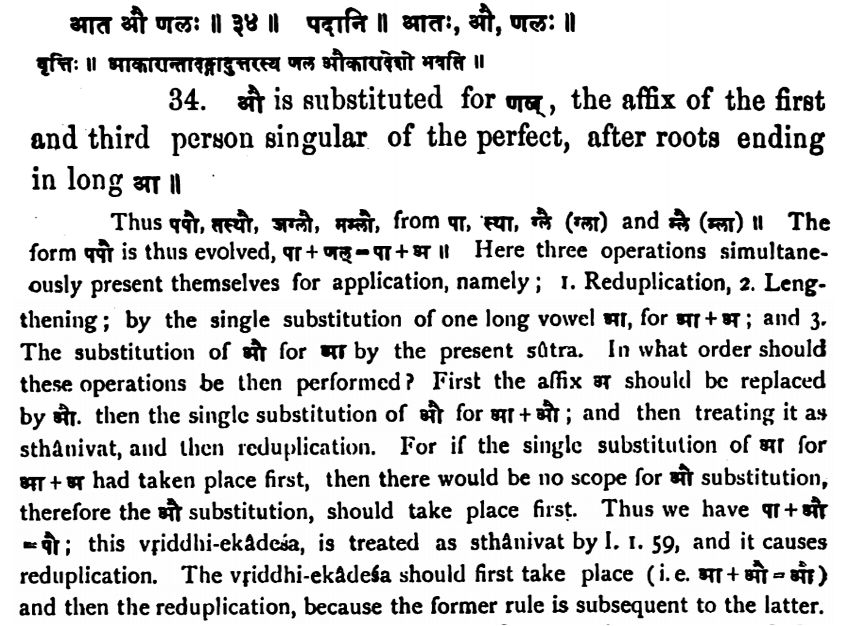 आत औ णलः ॥ ३४ ॥ पदानि ॥ आतः, औ, णलः ॥
वृत्तिः ॥ आकारान्तादङ्गादुत्तरस्य णल औकारादेशो भवति ॥
34. औ is substituted for णल्, the affix of the first
and third person singular of the perfect, after roots ending
in long आ ॥
Thus पपौ, तस्थौ, जग्लौ, मम्लौ, from पा, स्था, ग्लै (ग्ला) and म्लै (म्ला) ॥ The
form पपौ is thus evolved, पा + णल् = पा + अ ॥ Here three operations simultane-
ously present themselves for application, namely; 1. Reduplication, 2. Leng-
thening; by the single substitution of one long vowel आ, for आ + अ; and 3.
The substitution of औ for अ by the present sûtra. In what order should
these operations be then performed? First the affix अ should be replaced
by औ. then the single substitution of औ for आ + औ; and then treating it as
sthânivat, and then reduplication. For if the single substitution of आ for
आ + अ had taken place first, then there would be no scope for औ substitution,
therefore the औ substitution, should take place first. Thus we have पा + औ
= पौ; this vṛiddhi-ekâdeśa, is treated as sthânivat by I. 1. 59, and it causes
reduplication. The vṛiddhi-ekâdeśa should first take place (i.e. आ + औ = औ)
and then the reduplication, because the former rule is subsequent to the latter.